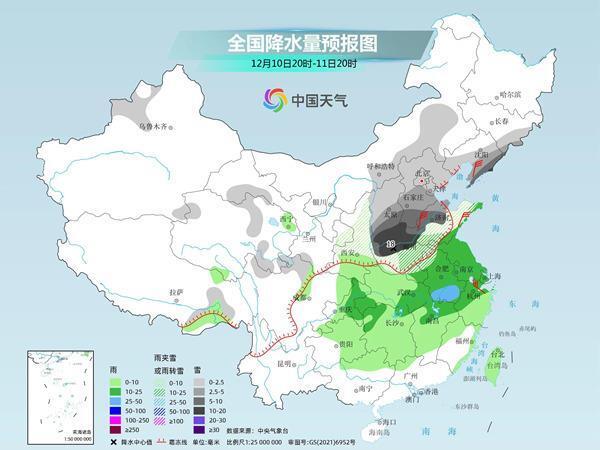 全国降水量预报图
12月10日20时-11日20时
中国天气
哈尔滨
长春
乌鲁木齐
沈阳
呼和浩特
北京
天津
渤
海
黄
海
石家庄
银川
太原
济南
西宁
兰州
18
西安
合肥
南京
上海
拉萨
成都
武汉
杭州
重庆
东 海
长沙
南昌
贵阳
福州
钓鱼岛
赤尾屿
台北
台湾岛
台
湾
海
峡
澎湖列岛
昆明
广州
南宁
香港
澳门
东沙群岛
海口
海南岛
南 海
南海诸岛
1:50 000 000
雨
0-10
10-25
25-50
50-100
100-250
≥250
雨夹雪
或雨转雪
0-10
10-25
25-50
50-100
≥100
雪
0-2.5
2.5-5
5-10
10-20
20-30
≥30
数据来源：中央气象台
降水中心值
霜冻线
单位:毫米
比例尺1:25 000 000
审图号:GS(2021)6952号